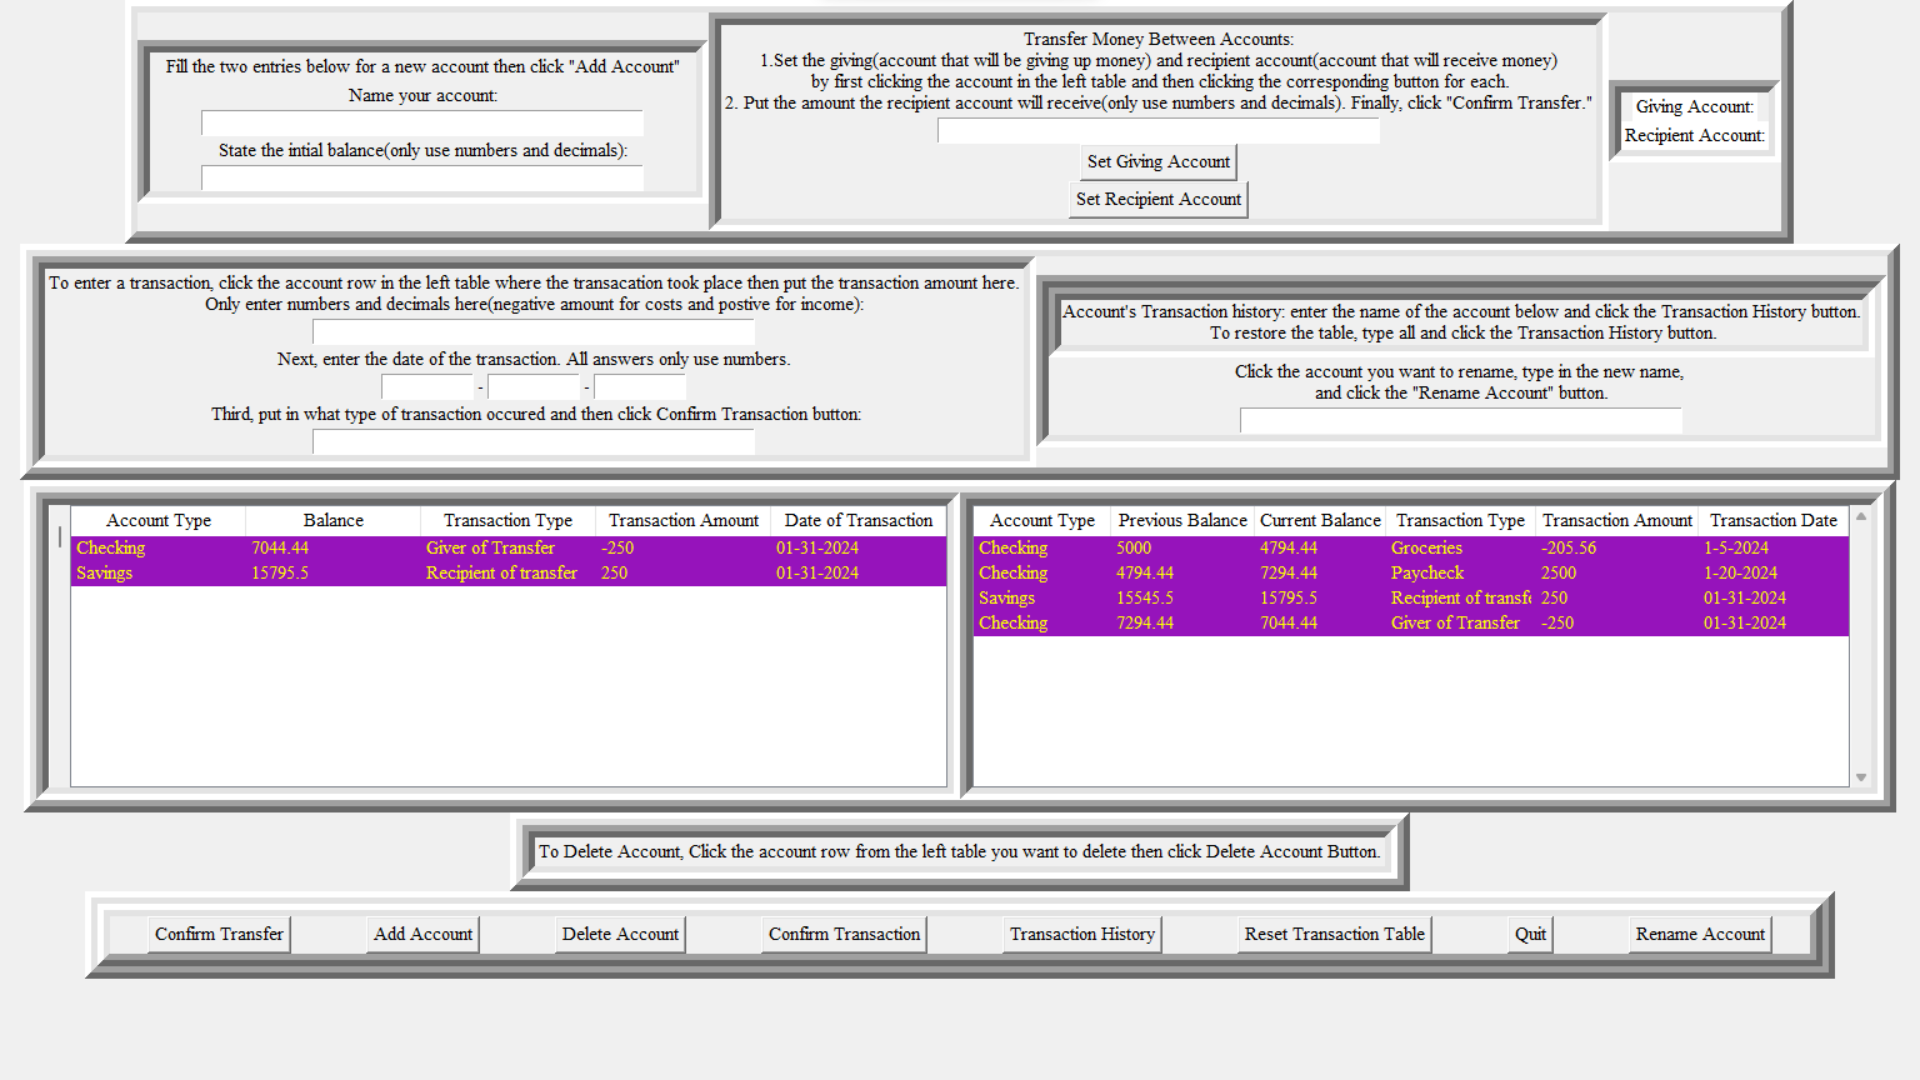 Fill the two entries below for a new account then click "Add Account"
Name your account:
State the intial balance(only use numbers and decimals):
Transfer Money Between Accounts:
1.Set the giving(account that will be giving up money) and recipient account(account that will receive money)
by first clicking the account in the left table and then clicking the corresponding button for each.
2. Put the amount the recipient account will receive(only use numbers and decimals). Finally, click "Confirm Transfer."
Set Giving Account
Set Recipient Account
Giving Account:
Recipient Account:
To enter a transaction, click the account row in the left table where the transacation took place then put the transaction amount here.
Only enter numbers and decimals here(negative amount for costs and postive for income):
Next, enter the date of the transaction. All answers only use numbers.
- -
Third, put in what type of transaction occured and then click Confirm Transaction button:
Account's Transaction history: enter the name of the account below and click the Transaction History button.
To restore the table, type all and click the Transaction History button.
Click the account you want to rename, type in the new name,
and click the "Rename Account" button.
Account Type Balance Transaction Type Transaction Amount Date of Transaction
Checking 7044.44 Giver of Transfer -250 01-31-2024
Savings 15795.5 Recipient of transfer 250 01-31-2024
Account Type Previous Balance Current Balance Transaction Type Transaction Amount Transaction Date
Checking 5000 4794.44 Groceries -205.56 1-5-2024
Checking 4794.44 7294.44 Paycheck 2500 1-20-2024
Savings 15545.5 15795.5 Recipient of transfe 250 01-31-2024
Checking 7294.44 7044.44 Giver of Transfer -250 01-31-2024
To Delete Account, Click the account row from the left table you want to delete then click Delete Account Button.
Confirm Transfer Add Account Delete Account Confirm Transaction Transaction History Reset Transaction Table Quit Rename Account